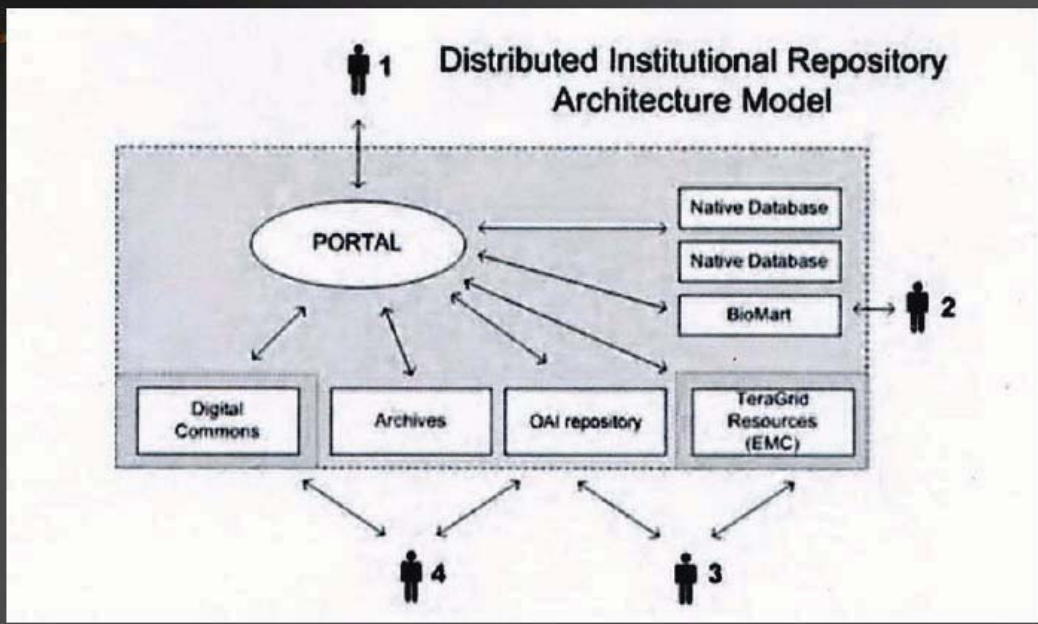 1
Distributed Institutional Repository
Architecture Model
PORTAL
Native Database
Native Database
BioMart
2
Digital
Commons
Archives
OAI repository
TeraGrid
Resources
(EMC)
4
3